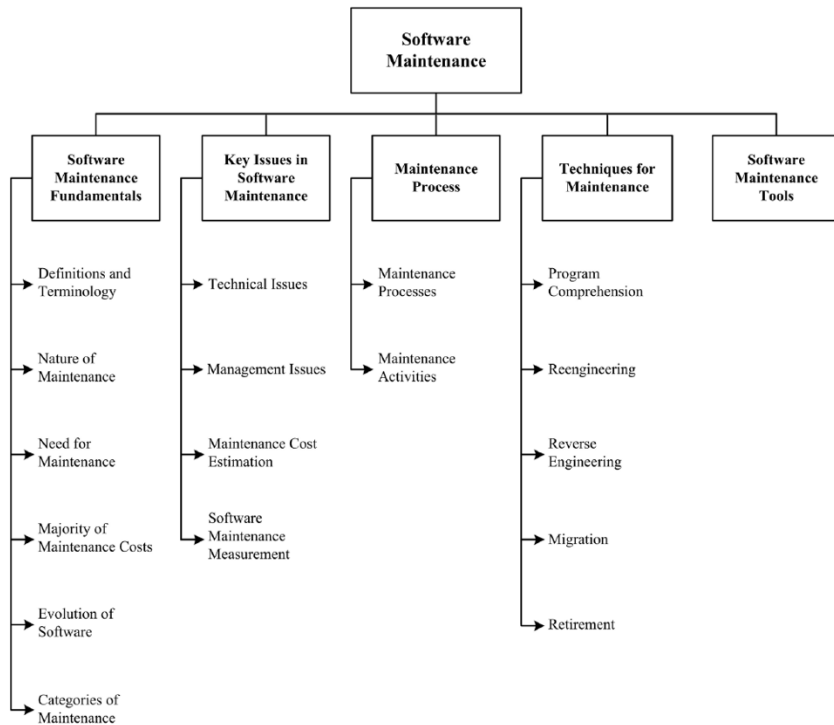 Software
Maintenance
Software
Maintenance
Fundamentals
Key Issues in
Software
Maintenance
Maintenance
Process
Techniques for
Maintenance
Software
Maintenance
Tools
Definitions and
Terminology
Nature of
Maintenance
Need for
Maintenance
Majority of
Maintenance Costs
Evolution of
Software
Categories of
Maintenance
Technical Issues
Management Issues
Maintenance Cost
Estimation
Software
Maintenance
Measurement
Maintenance
Processes
Maintenance
Activities
Program
Comprehension
Reengineering
Reverse
Engineering
Migration
Retirement